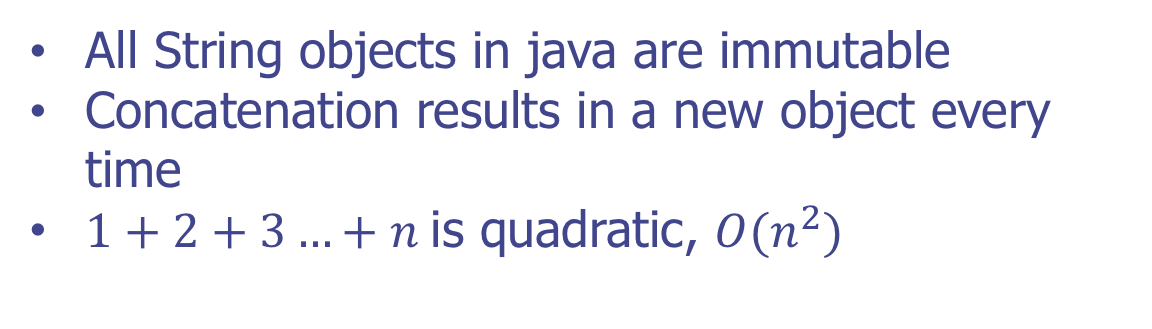 • All String objects in java are immutable
• Concatenation results in a new object every
time
• 1 + 2 + 3 … + n is quadratic, O(n²)